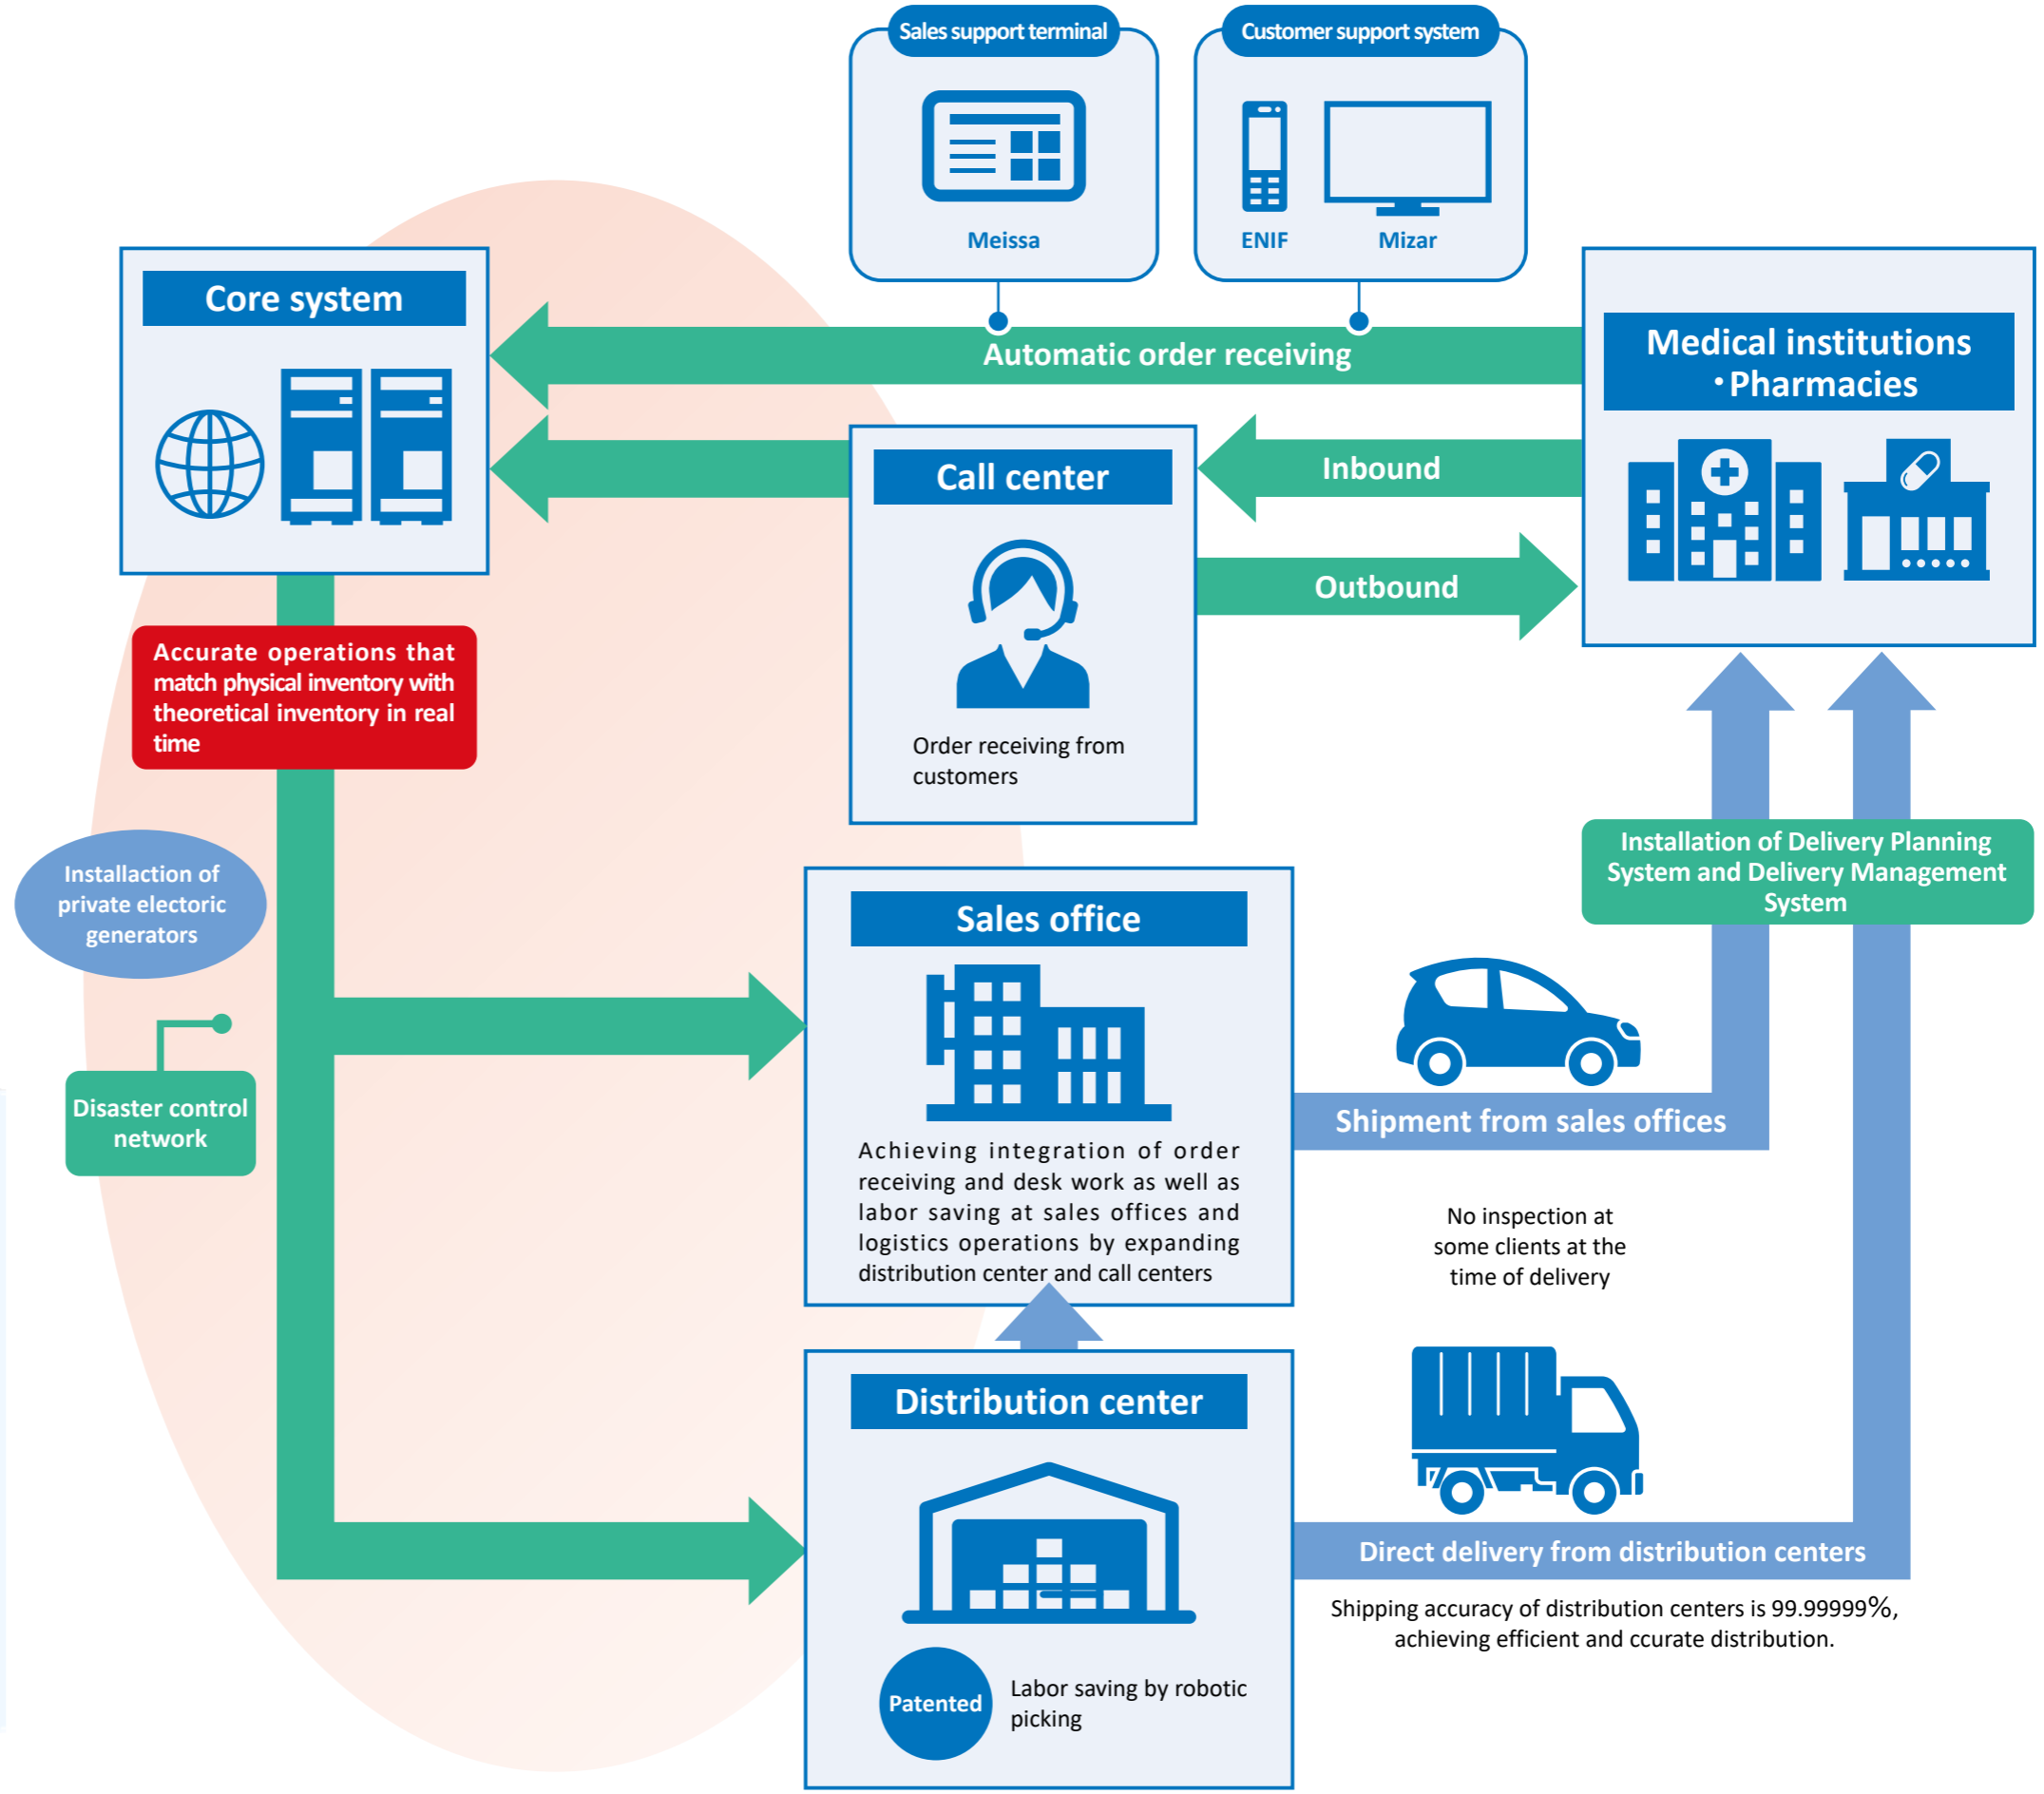 Sales support terminal
Meissa
Customer support system
ENIF
Mizar
Core system
Automatic order receiving
Medical institutions
・Pharmacies
Call center
Order receiving from
customers
Inbound
Outbound
Accurate operations that
match physical inventory with
theoretical inventory in real
time
Installaction of
private electoric
generators
Disaster control
network
Installation of Delivery Planning
System and Delivery Management
System
Sales office
Achieving integration of order
receiving and desk work as well as
labor saving at sales offices and
logistics operations by expanding
distribution center and call centers
Shipment from sales offices
No inspection at
some clients at the
time of delivery
Distribution center
Patented
Labor saving by robotic
picking
Direct delivery from distribution centers
Shipping accuracy of distribution centers is 99.99999%,
achieving efficient and ccurate distribution.